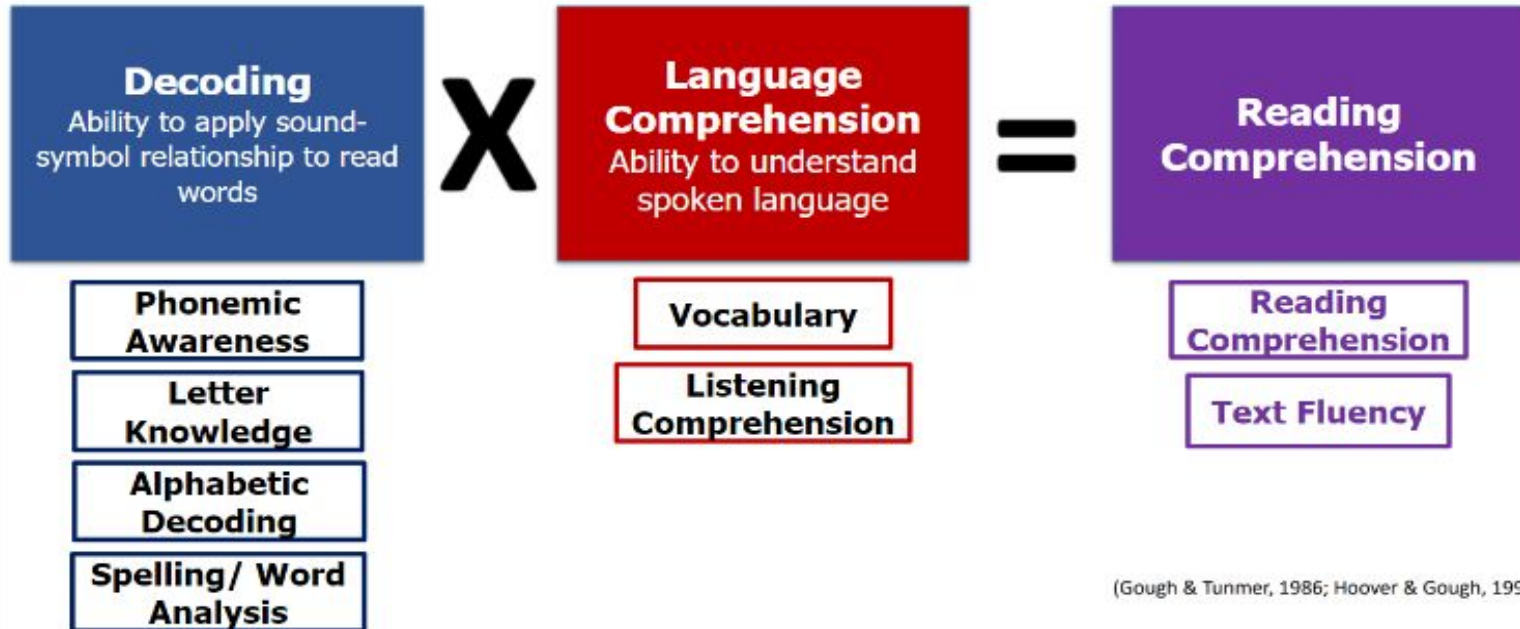 Decoding
Ability to apply sound-
symbol relationship to read
words
X
Language
Comprehension
Ability to understand
spoken language
=
Reading
Comprehension
Phonemic
Awareness
Letter
Knowledge
Alphabetic
Decoding
Spelling/ Word
Analysis
Vocabulary
Listening
Comprehension
Reading
Comprehension
Text Fluency
(Gough & Tunmer, 1986; Hoover & Gough, 199